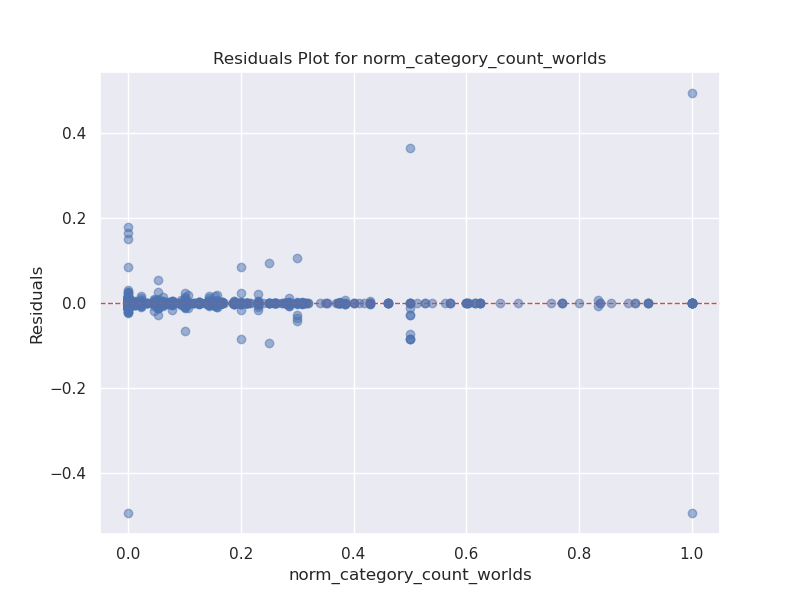 Residuals Plot for norm_category_count_worlds
0.4
0.2
0.0
−0.2
−0.4
Residuals
0.0 0.2 0.4 0.6 0.8 1.0
norm_category_count_worlds